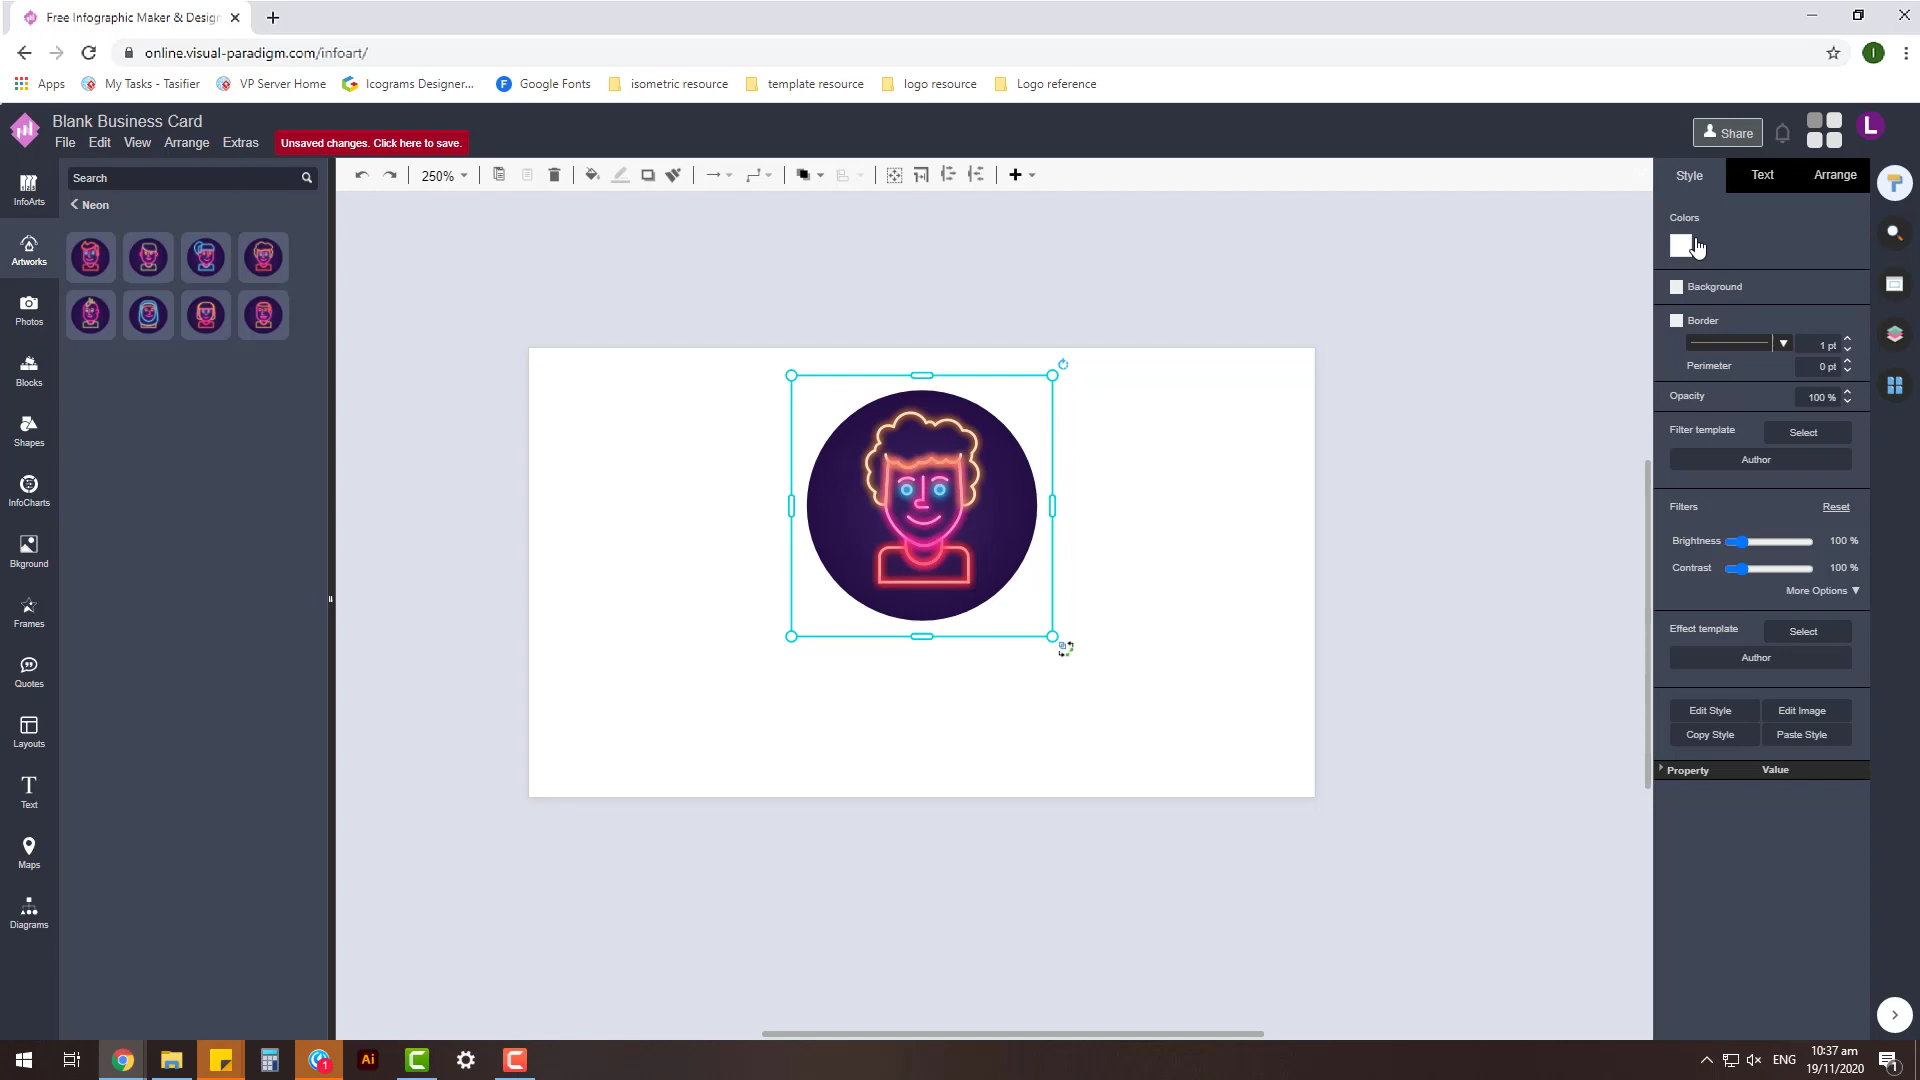 Free Infographic Maker & Design
online.visual-paradigm.com/infoart/
I
Apps
My Tasks - Tasifier
VP Server Home
Icograms Designer...
F
Google Fonts
isometric resource
template resource
logo resource
Logo reference
Blank Business Card
File
Edit
View
Arrange
Extras
Unsaved changes. Click here to save.
Share
L
InfoArts
Artworks
Photos
Blocks
Shapes
InfoCharts
Bkground
Frames
Quotes
Layouts
Text
Maps
Diagrams
Search
Neon
250%
Style
Text
Arrange
Colors
Background
Border
1 pt
Perimeter
0 pt
Opacity
100 %
Filter template
Select
Author
Filters
Reset
Brightness
100 %
Contrast
100 %
More Options
Effect template
Select
Author
Edit Style
Edit Image
Copy Style
Paste Style
Property
Value
1
Ai
ENG
10:37 am
19/11/2020
1